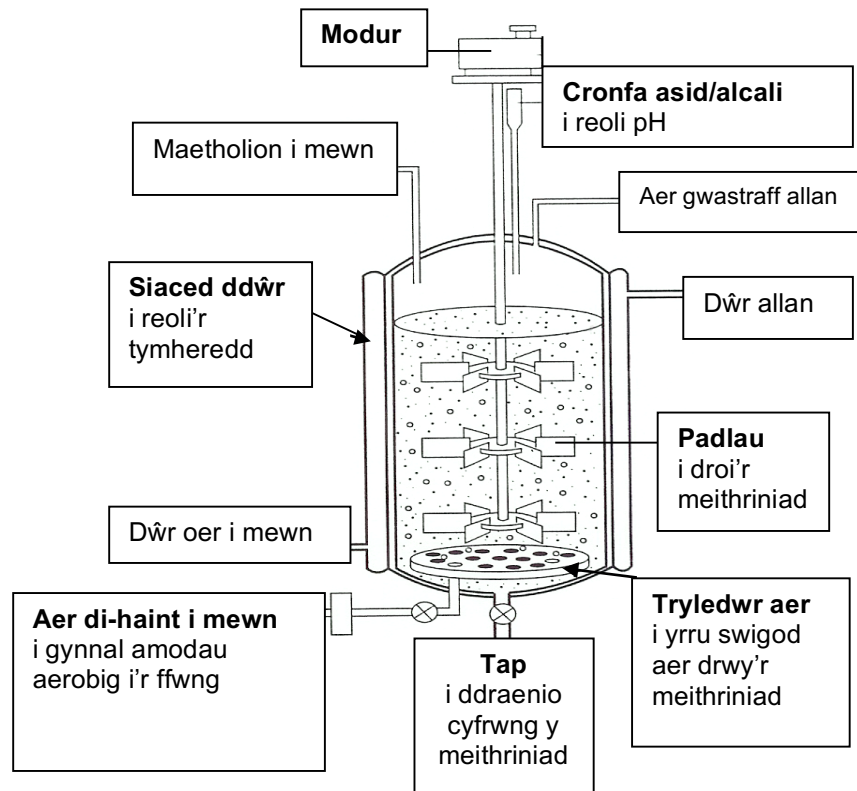 Modur
Cronfa asid/alcali
i reoli pH
Maetholion i mewn
Aer gwastraff allan
Siaced ddŵr
i reoli'r
tymheredd
Dŵr allan
Padlau
i droi'r
meithriniad
Dŵr oer i mewn
Aer di-haint i mewn
i gynnal amodau
aerobig i'r ffwng
Tap
i ddraenio
cyfrwng y
meithriniad
Tryledwr aer
i yrru swigod
aer drwy'r
meithriniad